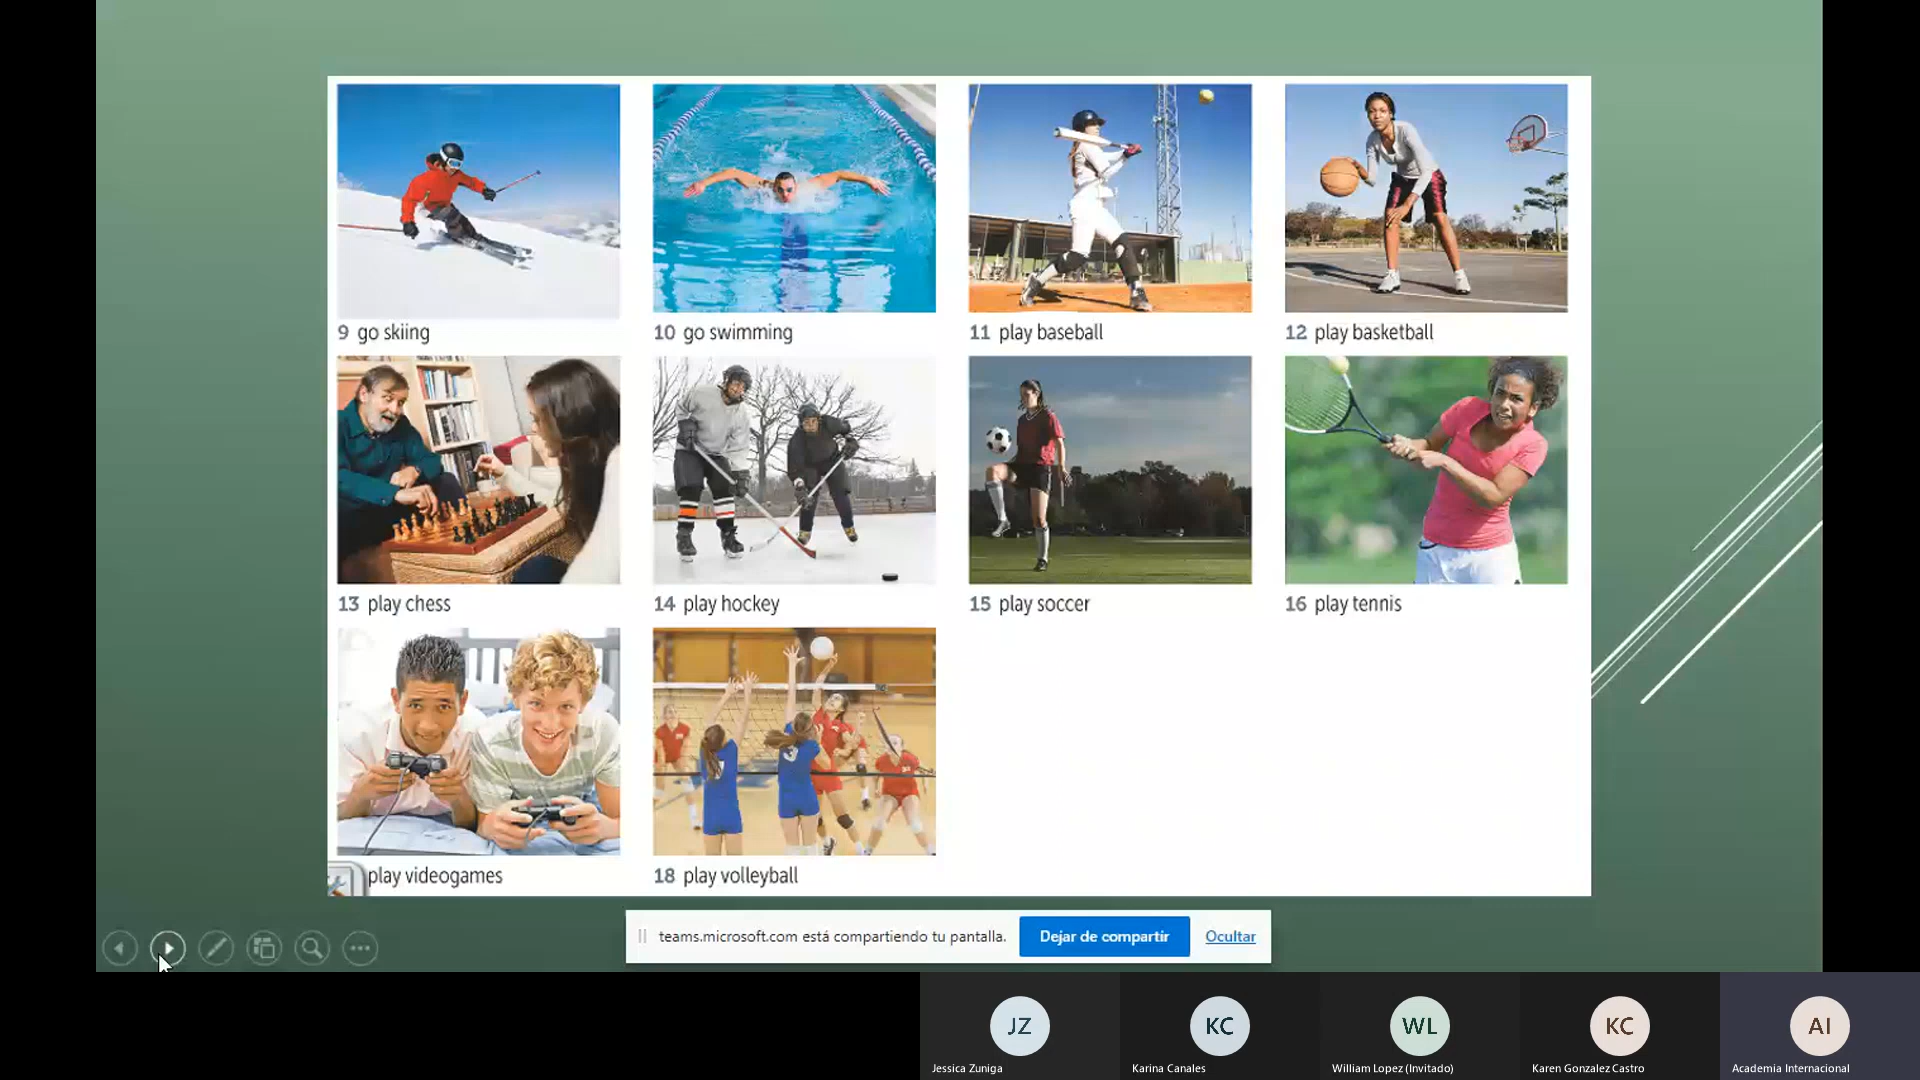 9 go skiing
10 go swimming
11 play baseball
12 play basketball
13 play chess
14 play hockey
15 play soccer
16 play tennis
play videogames
18 play volleyball
teams.microsoft.com está compartiendo tu pantalla.
Dejar de compartir
Ocultar
JZ
KC
WL
KC
AI
Jessica Zuniga
Karina Canales
William Lopez (Invitado)
Karen Gonzalez Castro
Academia Internacional